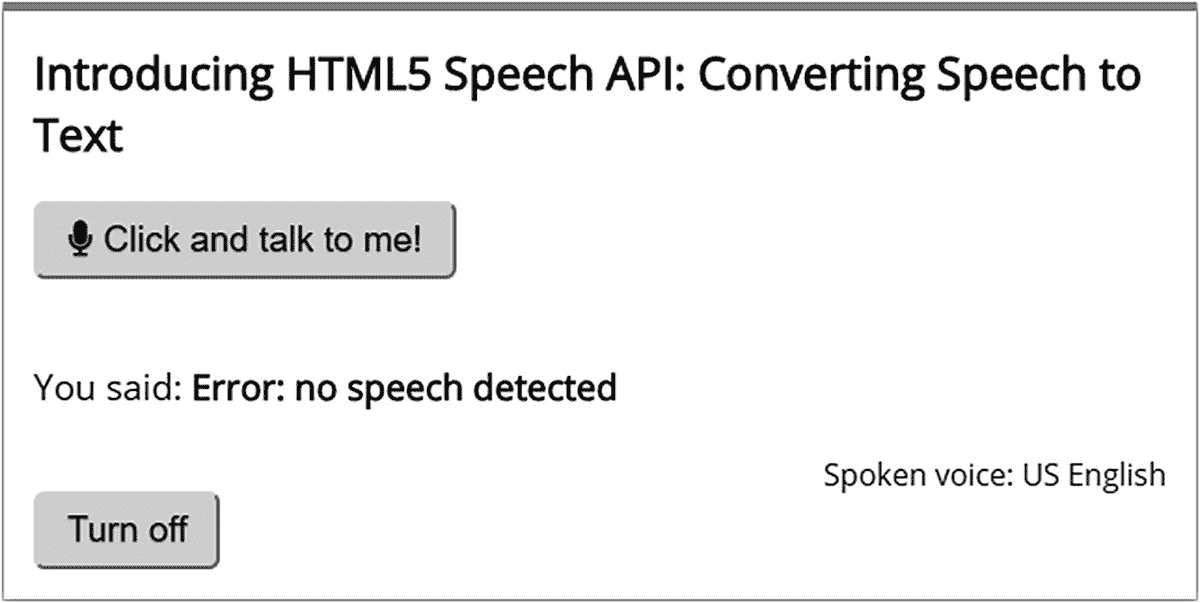 Introducing HTML5 Speech API: Converting Speech to
Text
Click and talk to me!
You said: Error: no speech detected
Spoken voice: US English
Turn off